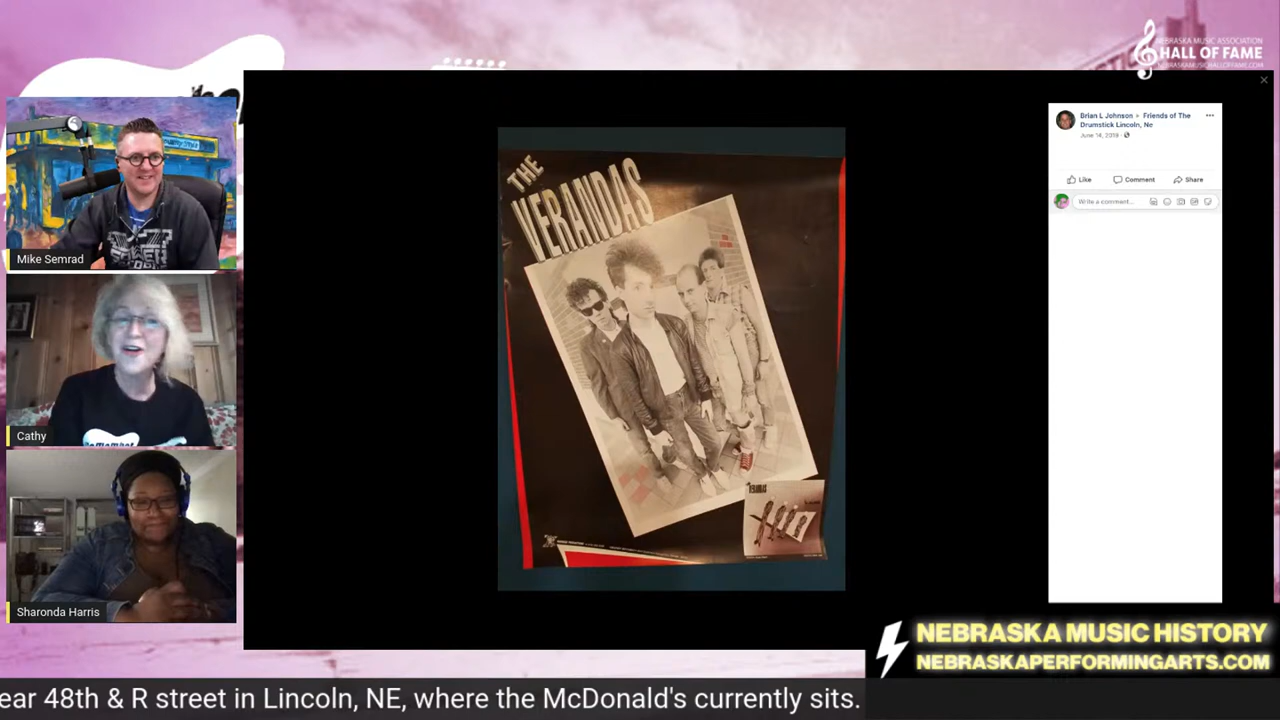 NEBRASKA MUSIC ASSOCIATION
HALL OF FAME
NEBRASKAMUSICHALLOFFAME.COM
Mike Semrad
Cathy
Sharonda Harris
THE
VERANDAS
Brian L Johnson ▸ Friends of The
Drumstick Lincoln, Ne
Like
Comment
Share
Write a comment...
NEBRASKA MUSIC HISTORY
NEBRASKAPERFORMINGARTS.COM
ear 48th & R street in Lincoln, NE, where the McDonald's currently sits.